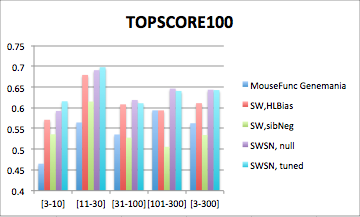 TOPSCORE100
0.75
0.7
0.65
0.6
0.55
0.5
0.45
0.4
[3-10] [11-30] [31-100] [101-300] [3-300]
MouseFunc Genemania
SW,HLBias
SW,sibNeg
SWSN, null
SWSN, tuned